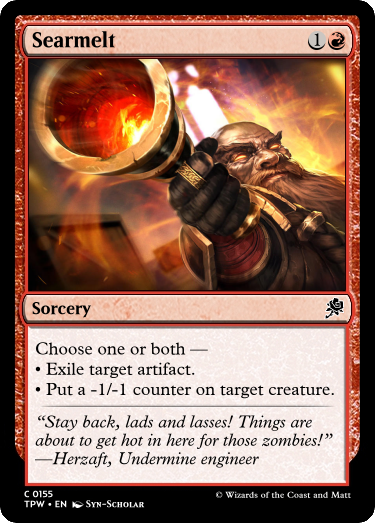 Searmelt 1
Sorcery
Choose one or both —
• Exile target artifact.
• Put a -1/-1 counter on target creature.
“Stay back, lads and lasses! Things are
about to get hot in here for those zombies!”
—Herzaft, Undermine engineer
C 0155
TPW • EN Syn-Scholar
© Wizards of the Coast and Matt